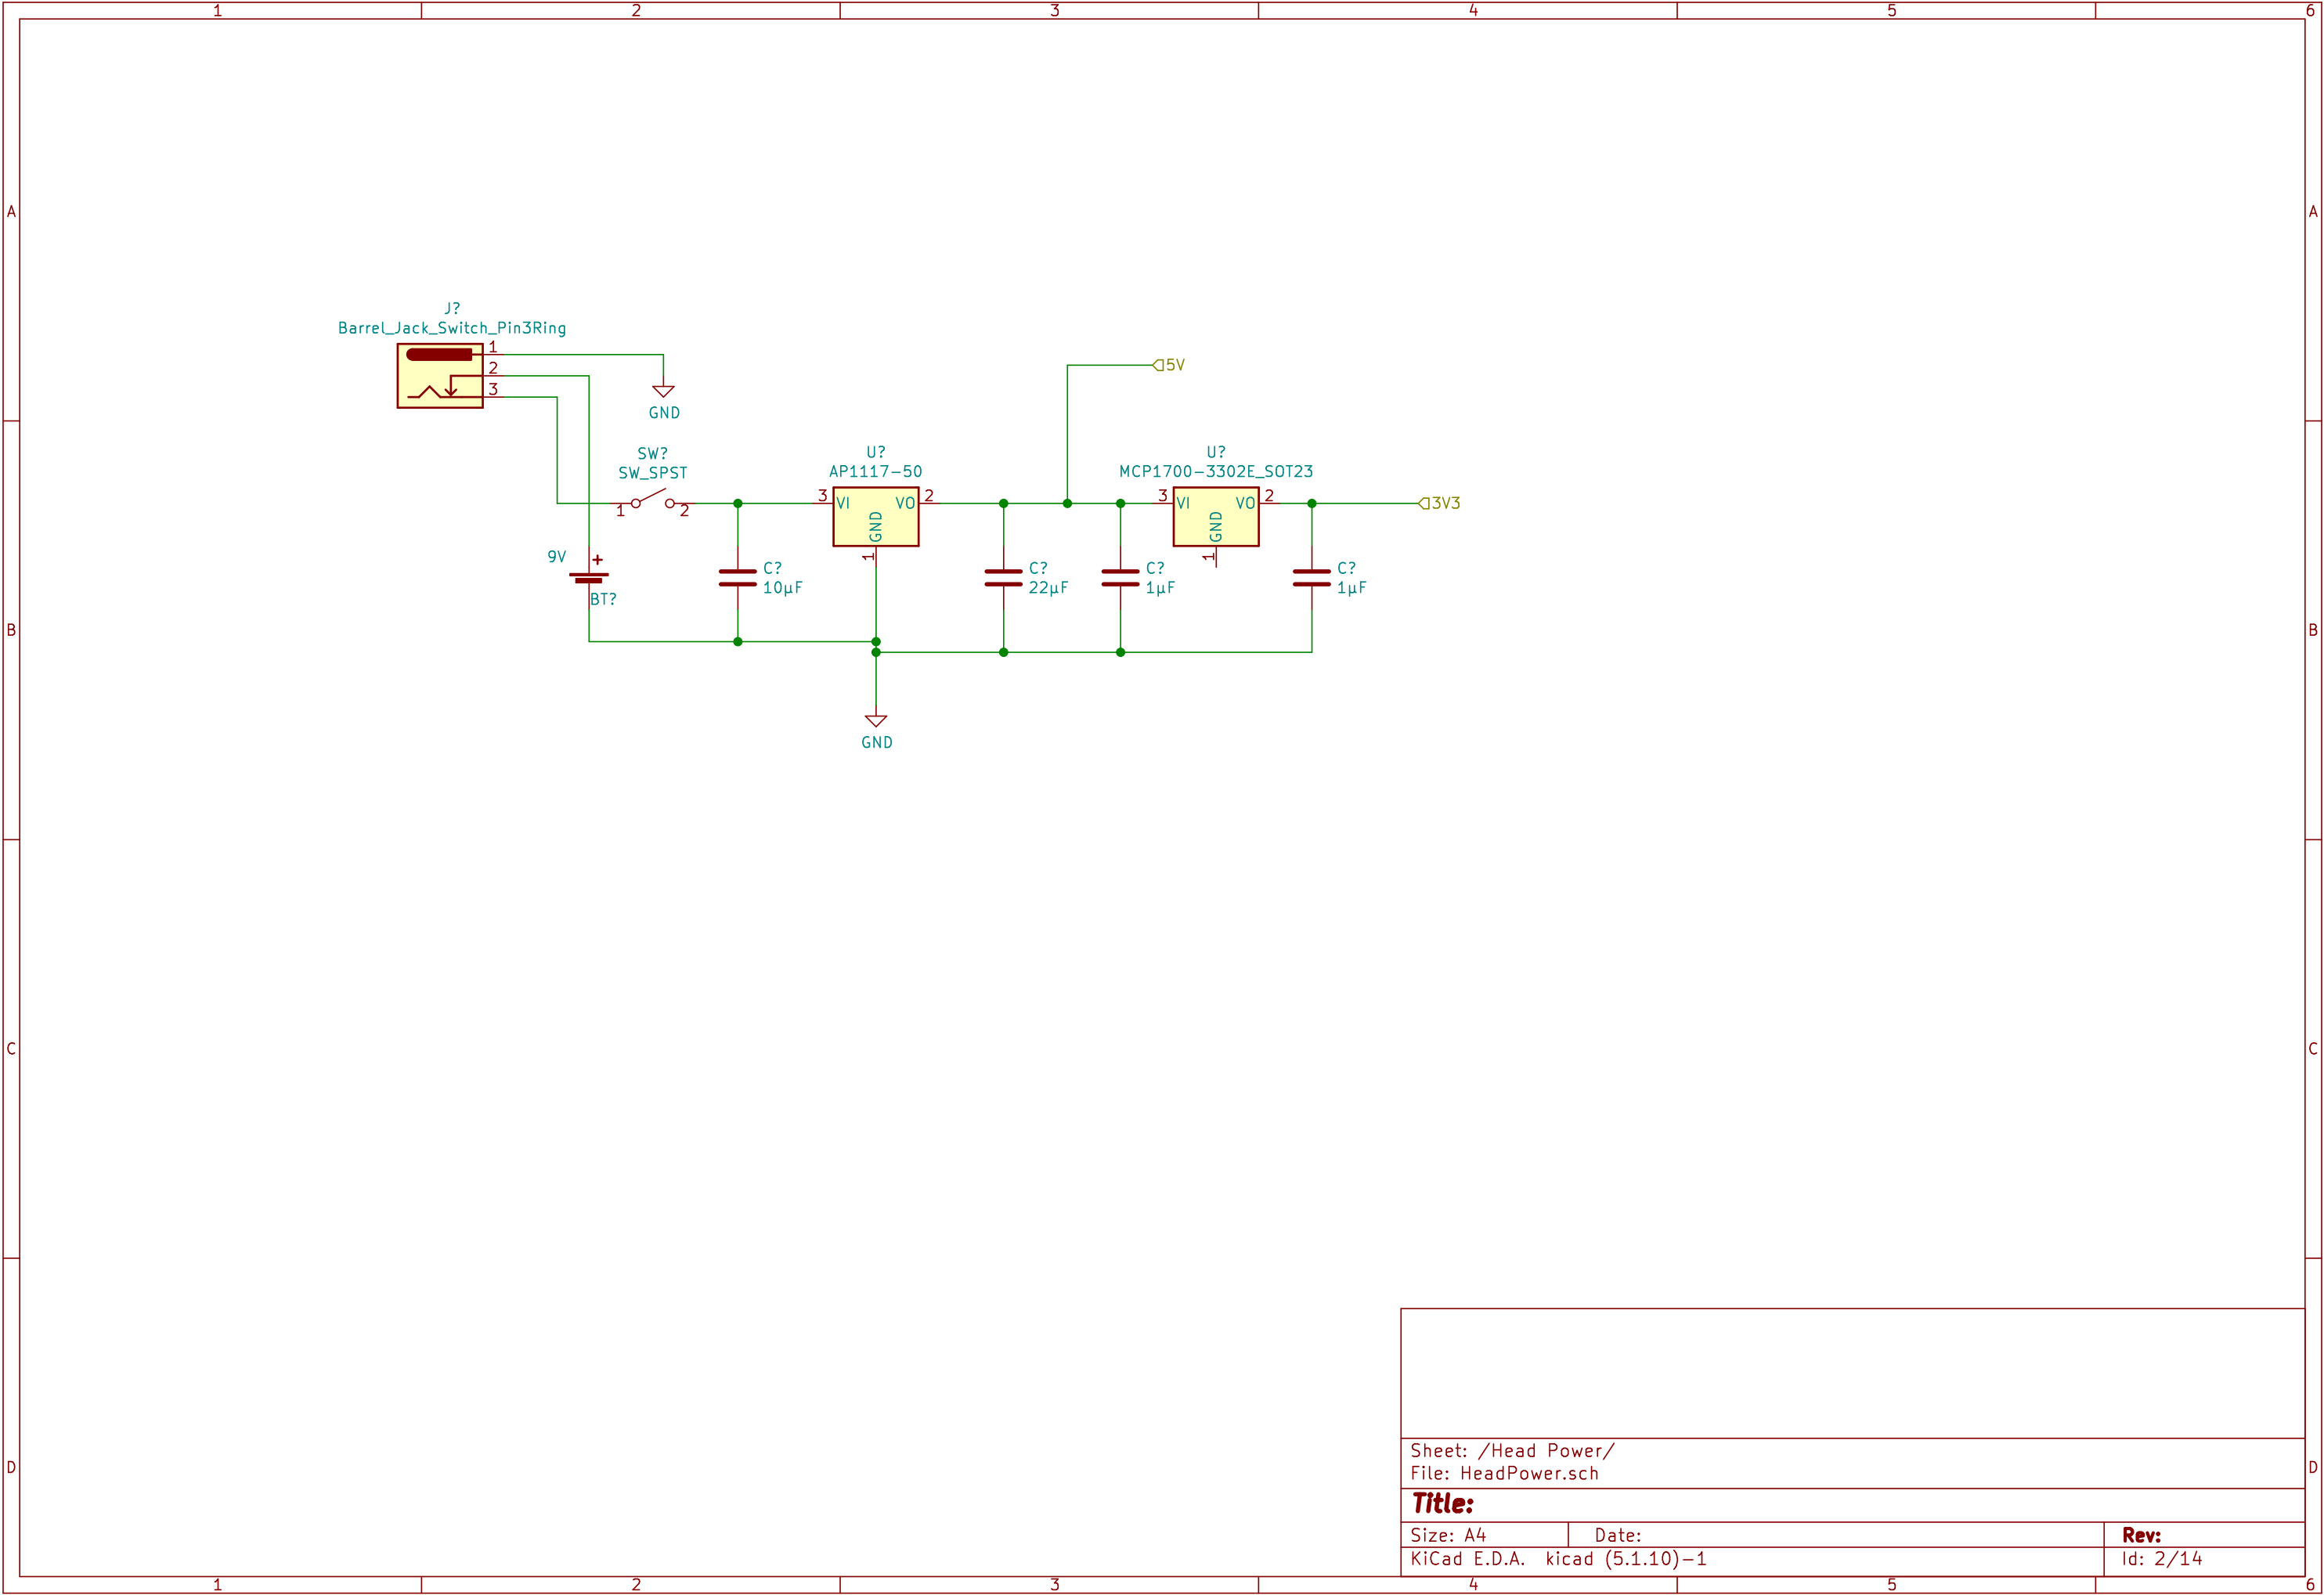 1 2 3 4 5 6
A A
J?
Barrel_Jack_Switch_Pin3Ring
1
2
3
GND
5V
SW?
SW_SPST
1 2
U?
AP1117-50
3 VI VO 2
GND
1
U?
MCP1700-3302E_SOT23
3 VI VO 2
GND
1
3V3
9V
+
BT?
C?
10µF
C?
22µF
C?
1µF
C?
1µF
B B
GND
C C
D D
Sheet: /Head Power/
File: HeadPower.sch
Title:
Size: A4 Date: Rev:
KiCad E.D.A. kicad (5.1.10)-1 Id: 2/14
1 2 3 4 5 6